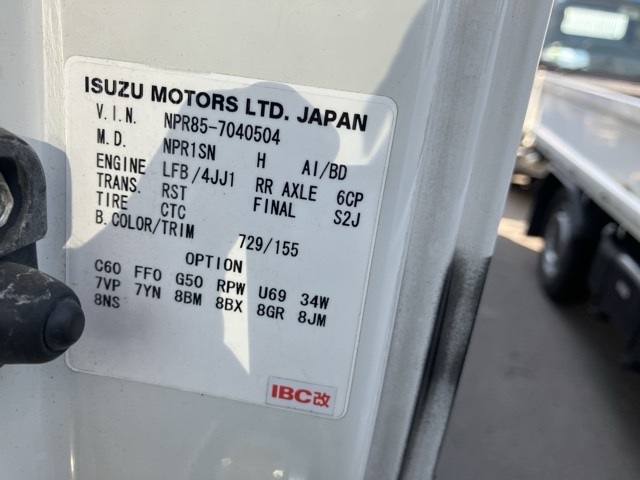 ISUZU MOTORS LTD. JAPAN
V.I.N. NPR85-7040504
M.D. NPR1SN H AI/BD
ENGINE LFB/4JJ1 RR AXLE 6CP
TRANS. RST FINAL S2J
TIRE CTC
B.COLOR/TRIM 729/155
OPTION
C60 FF0 G50 RPW U69 34W
7VP 7YN 8BM 8BX 8GR 8JM
8NS
IBC改